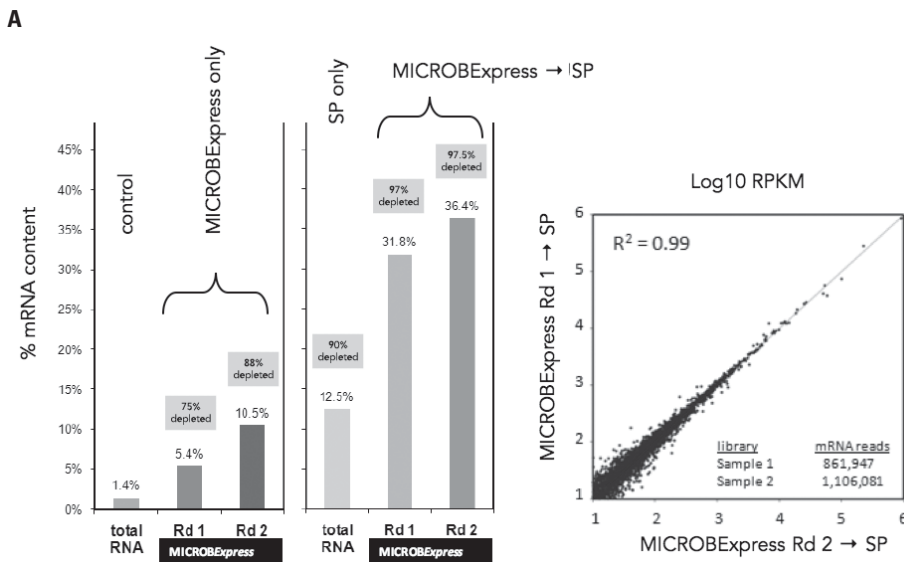 A
% mRNA content
45%
40%
35%
30%
25%
20%
15%
10%
5%
0%
control
MICROBExpress only
1.4%
75%
depleted
5.4%
88%
depleted
10.5%
total
RNA
Rd 1
Rd 2
MICROBExpress
SP only
MICROBExpress → SP
90%
depleted
12.5%
97%
depleted
31.8%
97.5%
depleted
36.4%
total
RNA
Rd 1
Rd 2
MICROBExpress
Log10 RPKM
MICROBExpress Rd 1 → SP
6
5
4
3
2
1
R² = 0.99
library mRNA reads
Sample 1 861,947
Sample 2 1,106,081
1 2 3 4 5 6
MICROBExpress Rd 2 → SP